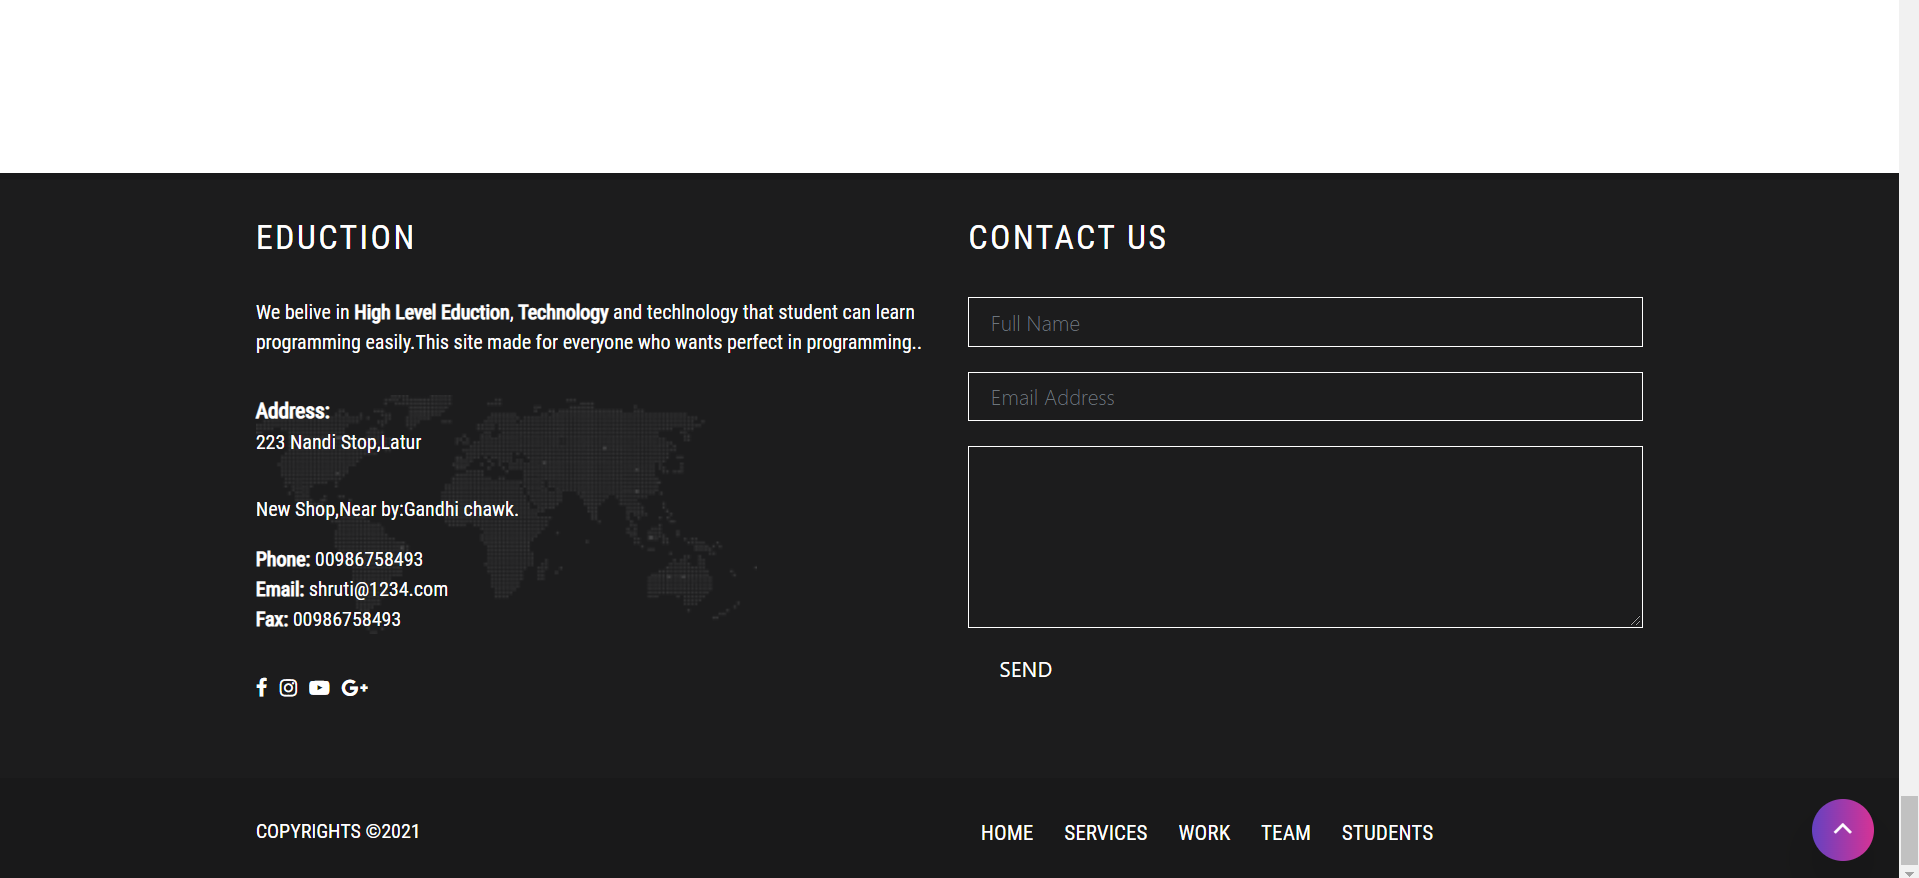 EDUCTION
We belive in High Level Eduction, Technology and techlnology that student can learn
programming easily.This site made for everyone who wants perfect in programming..
Address:
223 Nandi Stop,Latur
New Shop,Near by:Gandhi chawk.
Phone: 00986758493
Email: shruti@1234.com
Fax: 00986758493
CONTACT US
Full Name
Email Address
SEND
COPYRIGHTS ©2021
HOME SERVICES WORK TEAM STUDENTS